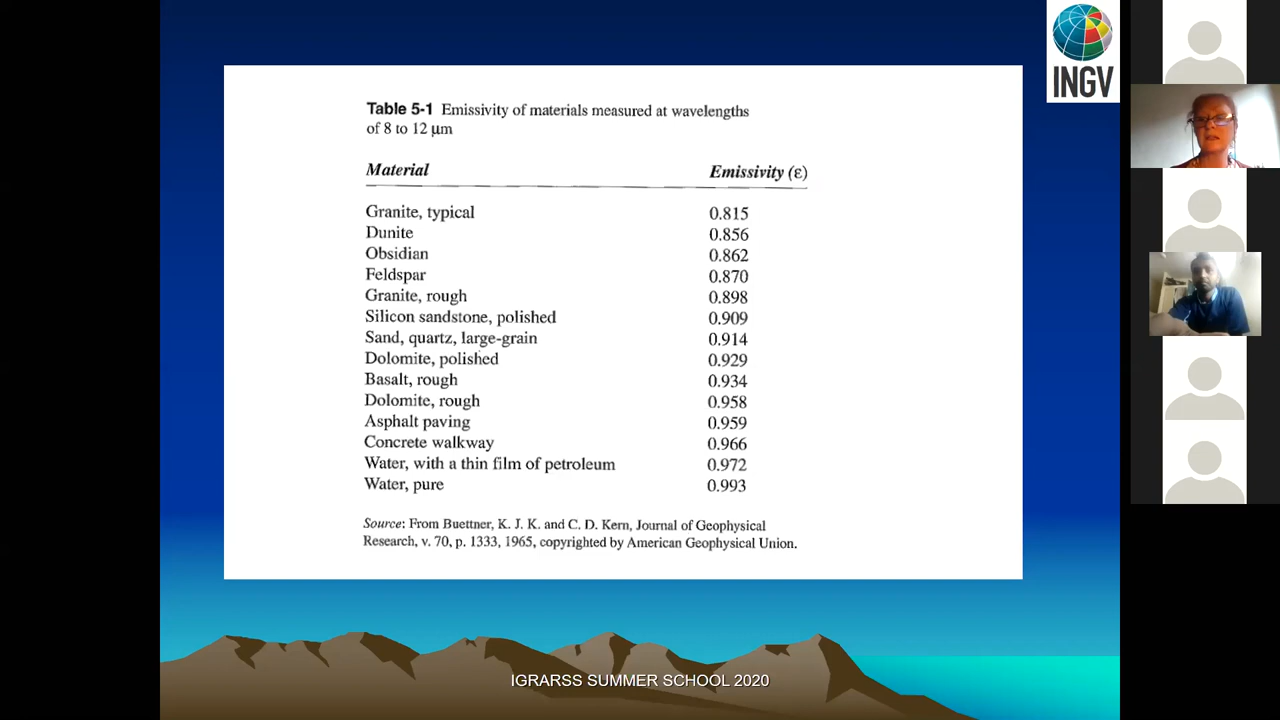 INGV
Table 5-1 Emissivity of materials measured at wavelengths
of 8 to 12 µm
Material Emissivity (ε)
Granite, typical 0.815
Dunite 0.856
Obsidian 0.862
Feldspar 0.870
Granite, rough 0.898
Silicon sandstone, polished 0.909
Sand, quartz, large-grain 0.914
Dolomite, polished 0.929
Basalt, rough 0.934
Dolomite, rough 0.958
Asphalt paving 0.959
Concrete walkway 0.966
Water, with a thin film of petroleum 0.972
Water, pure 0.993
Source: From Buettner, K. J. K. and C. D. Kern, Journal of Geophysical
Research, v. 70, p. 1333, 1965, copyrighted by American Geophysical Union.
IGRARSS SUMMER SCHOOL 2020